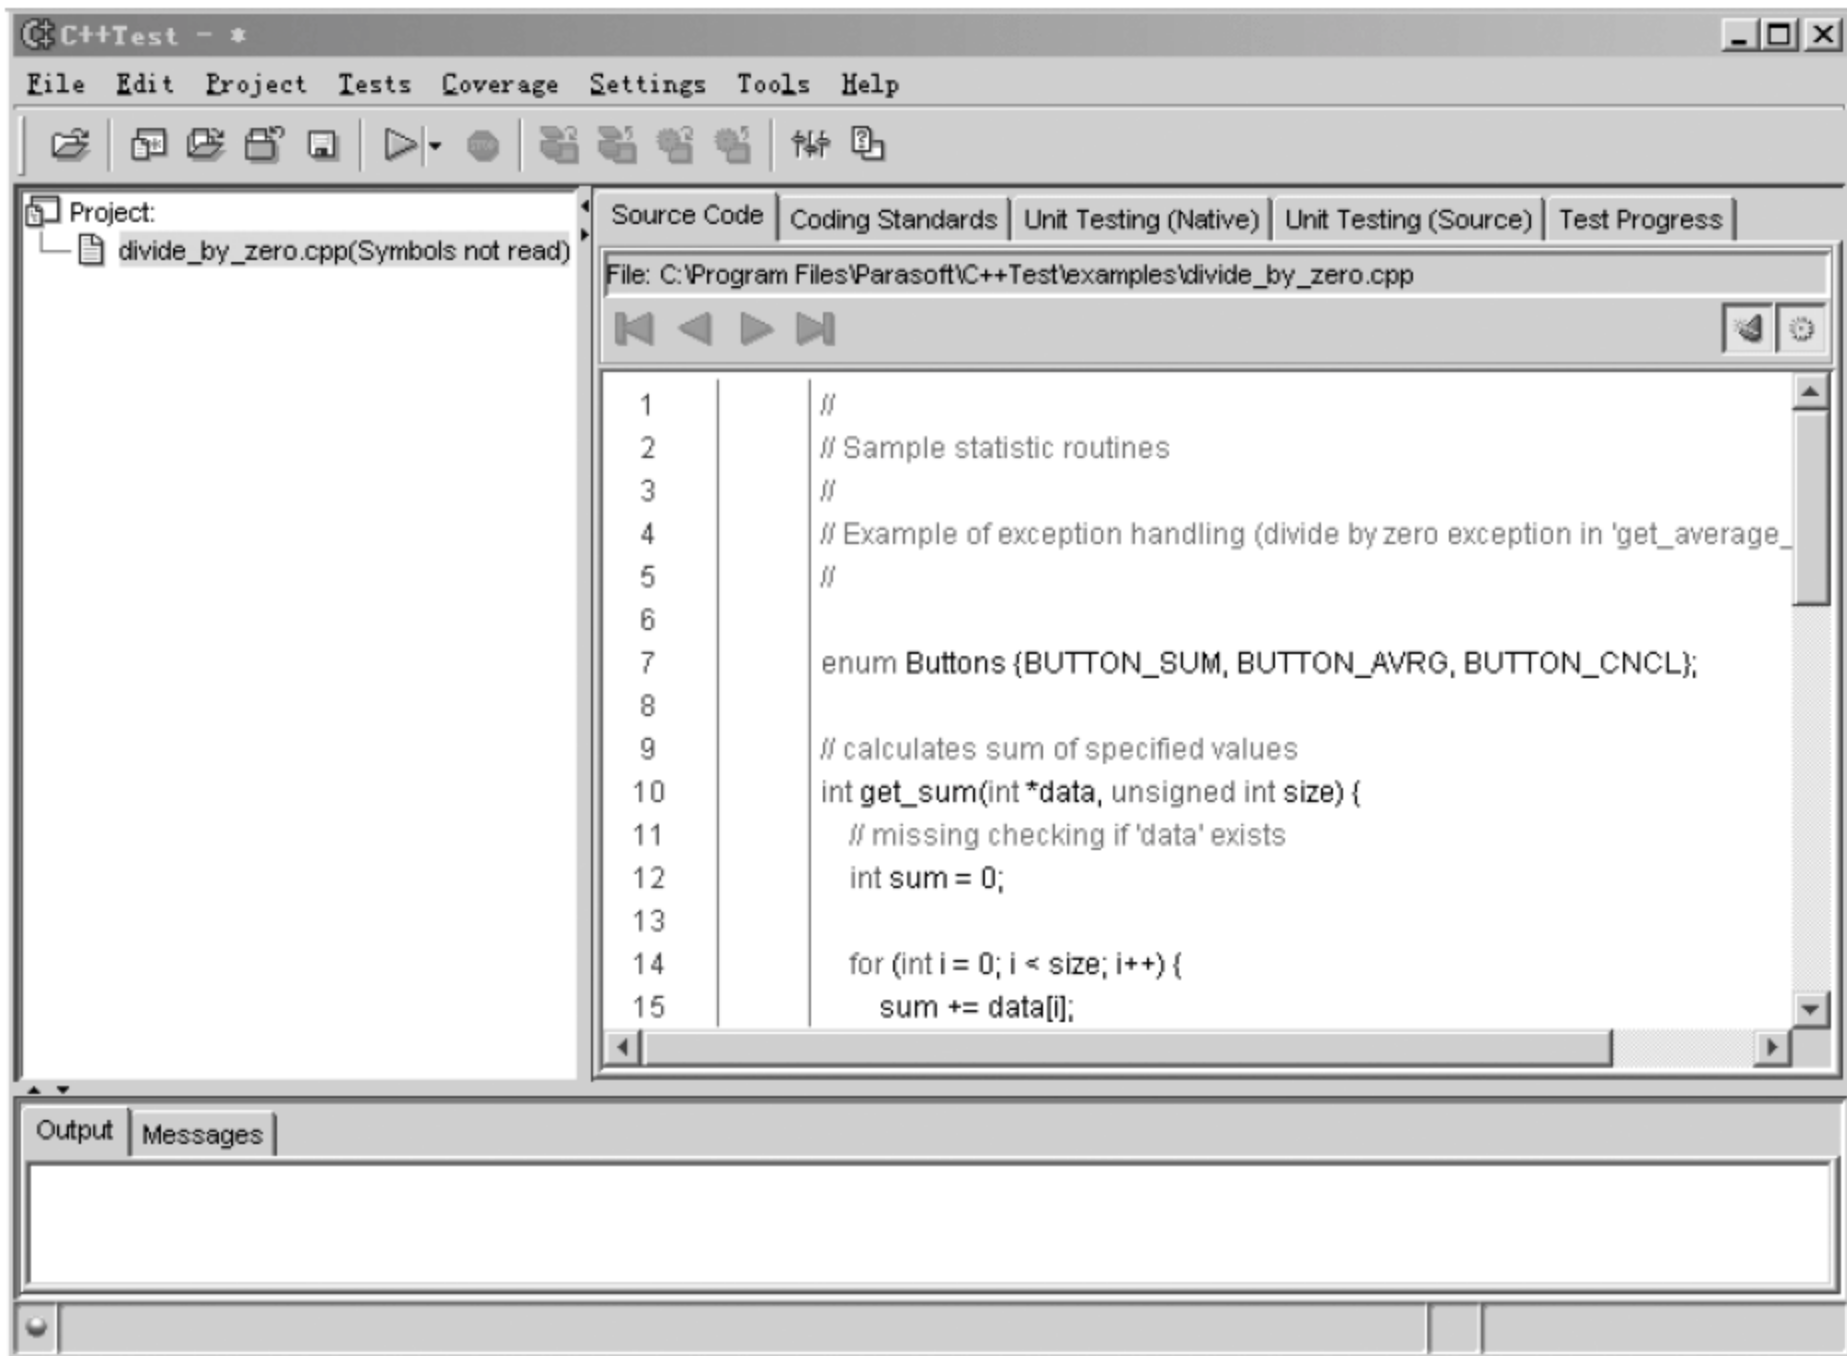 C++Test - *
File Edit Project Tests Coverage Settings Tools Help
Project:
divide_by_zero.cpp(Symbols not read)
Source Code Coding Standards Unit Testing (Native) Unit Testing (Source) Test Progress
File: C:\Program Files\Parasoft\C++Test\examples\divide_by_zero.cpp
1 //
2 // Sample statistic routines
3 //
4 // Example of exception handling (divide by zero exception in 'get_average_
5 //
6
7 enum Buttons {BUTTON_SUM, BUTTON_AVRG, BUTTON_CNCL};
8
9 // calculates sum of specified values
10 int get_sum(int *data, unsigned int size) {
11 // missing checking if 'data' exists
12 int sum = 0;
13
14 for (int i = 0; i < size; i++) {
15 sum += data[i];
Output Messages